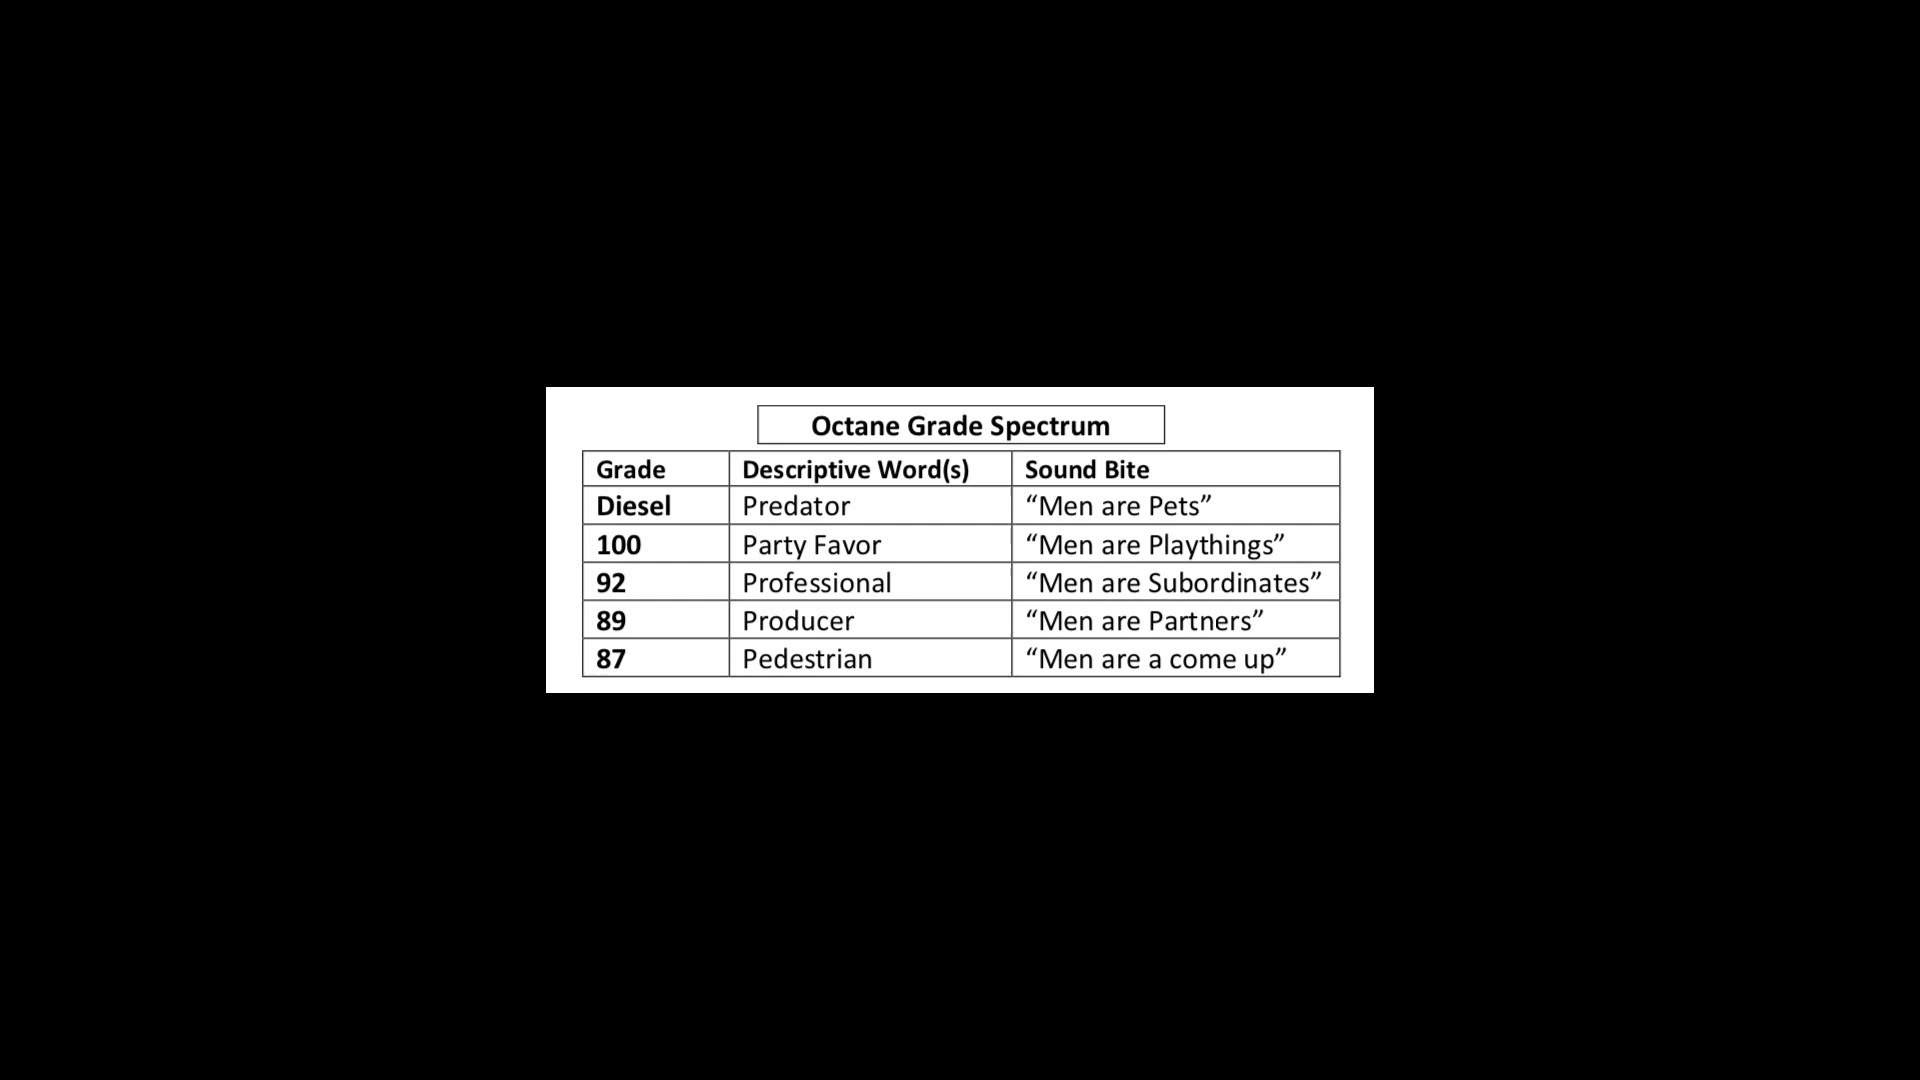 Octane Grade Spectrum
Grade Descriptive Word(s) Sound Bite
Diesel Predator “Men are Pets”
100 Party Favor “Men are Playthings”
92 Professional “Men are Subordinates”
89 Producer “Men are Partners”
87 Pedestrian “Men are a come up”